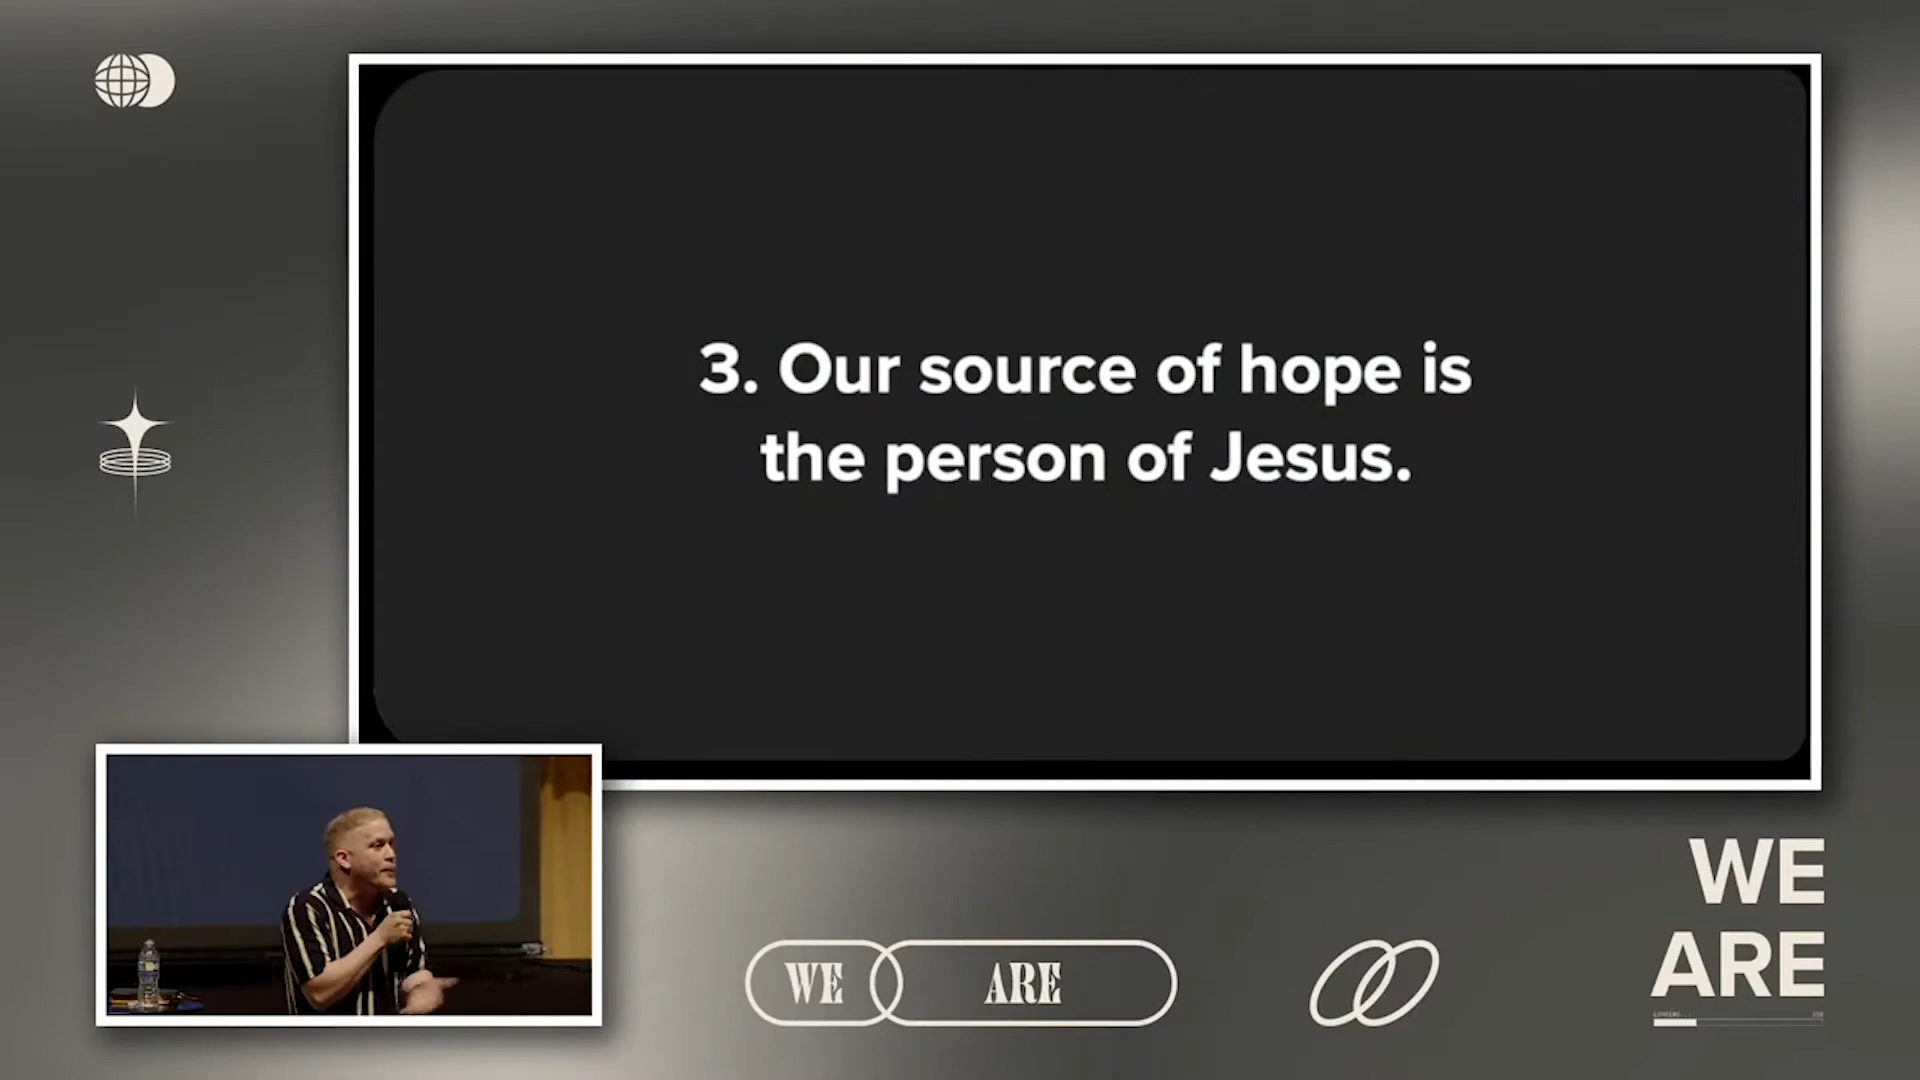 3. Our source of hope is
the person of Jesus.
WE ARE
WE
ARE